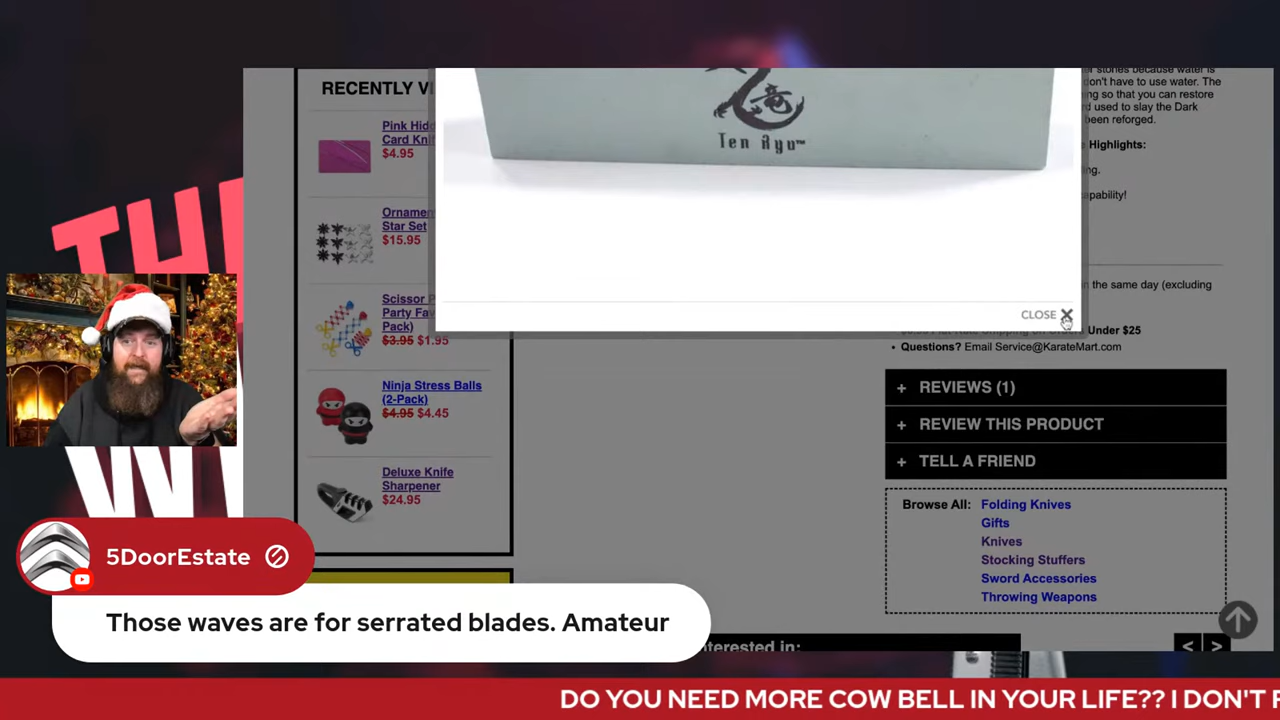 RECENTLY VI
Pink Hidd
Card Knif
$4.95
Ornamen
Star Set
$15.95
Scissor P
Party Fav
Pack)
$3.95 $1.95
Ninja Stress Balls
(2-Pack)
$4.95 $4.45
Deluxe Knife
Sharpener
$24.95
Ten Ryu™
CLOSE
r stones because water is
don't have to use water. The
ng so that you can restore
d used to slay the Dark
been reforged.
Highlights:
ng.
pability!
n the same day (excluding
Under $25
• Questions? Email Service@KarateMart.com
+ REVIEWS (1)
+ REVIEW THIS PRODUCT
+ TELL A FRIEND
Browse All: Folding Knives
Gifts
Knives
Stocking Stuffers
Sword Accessories
Throwing Weapons
terested in:
< >
5DoorEstate
Those waves are for serrated blades. Amateur
DO YOU NEED MORE COW BELL IN YOUR LIFE?? I DON'T